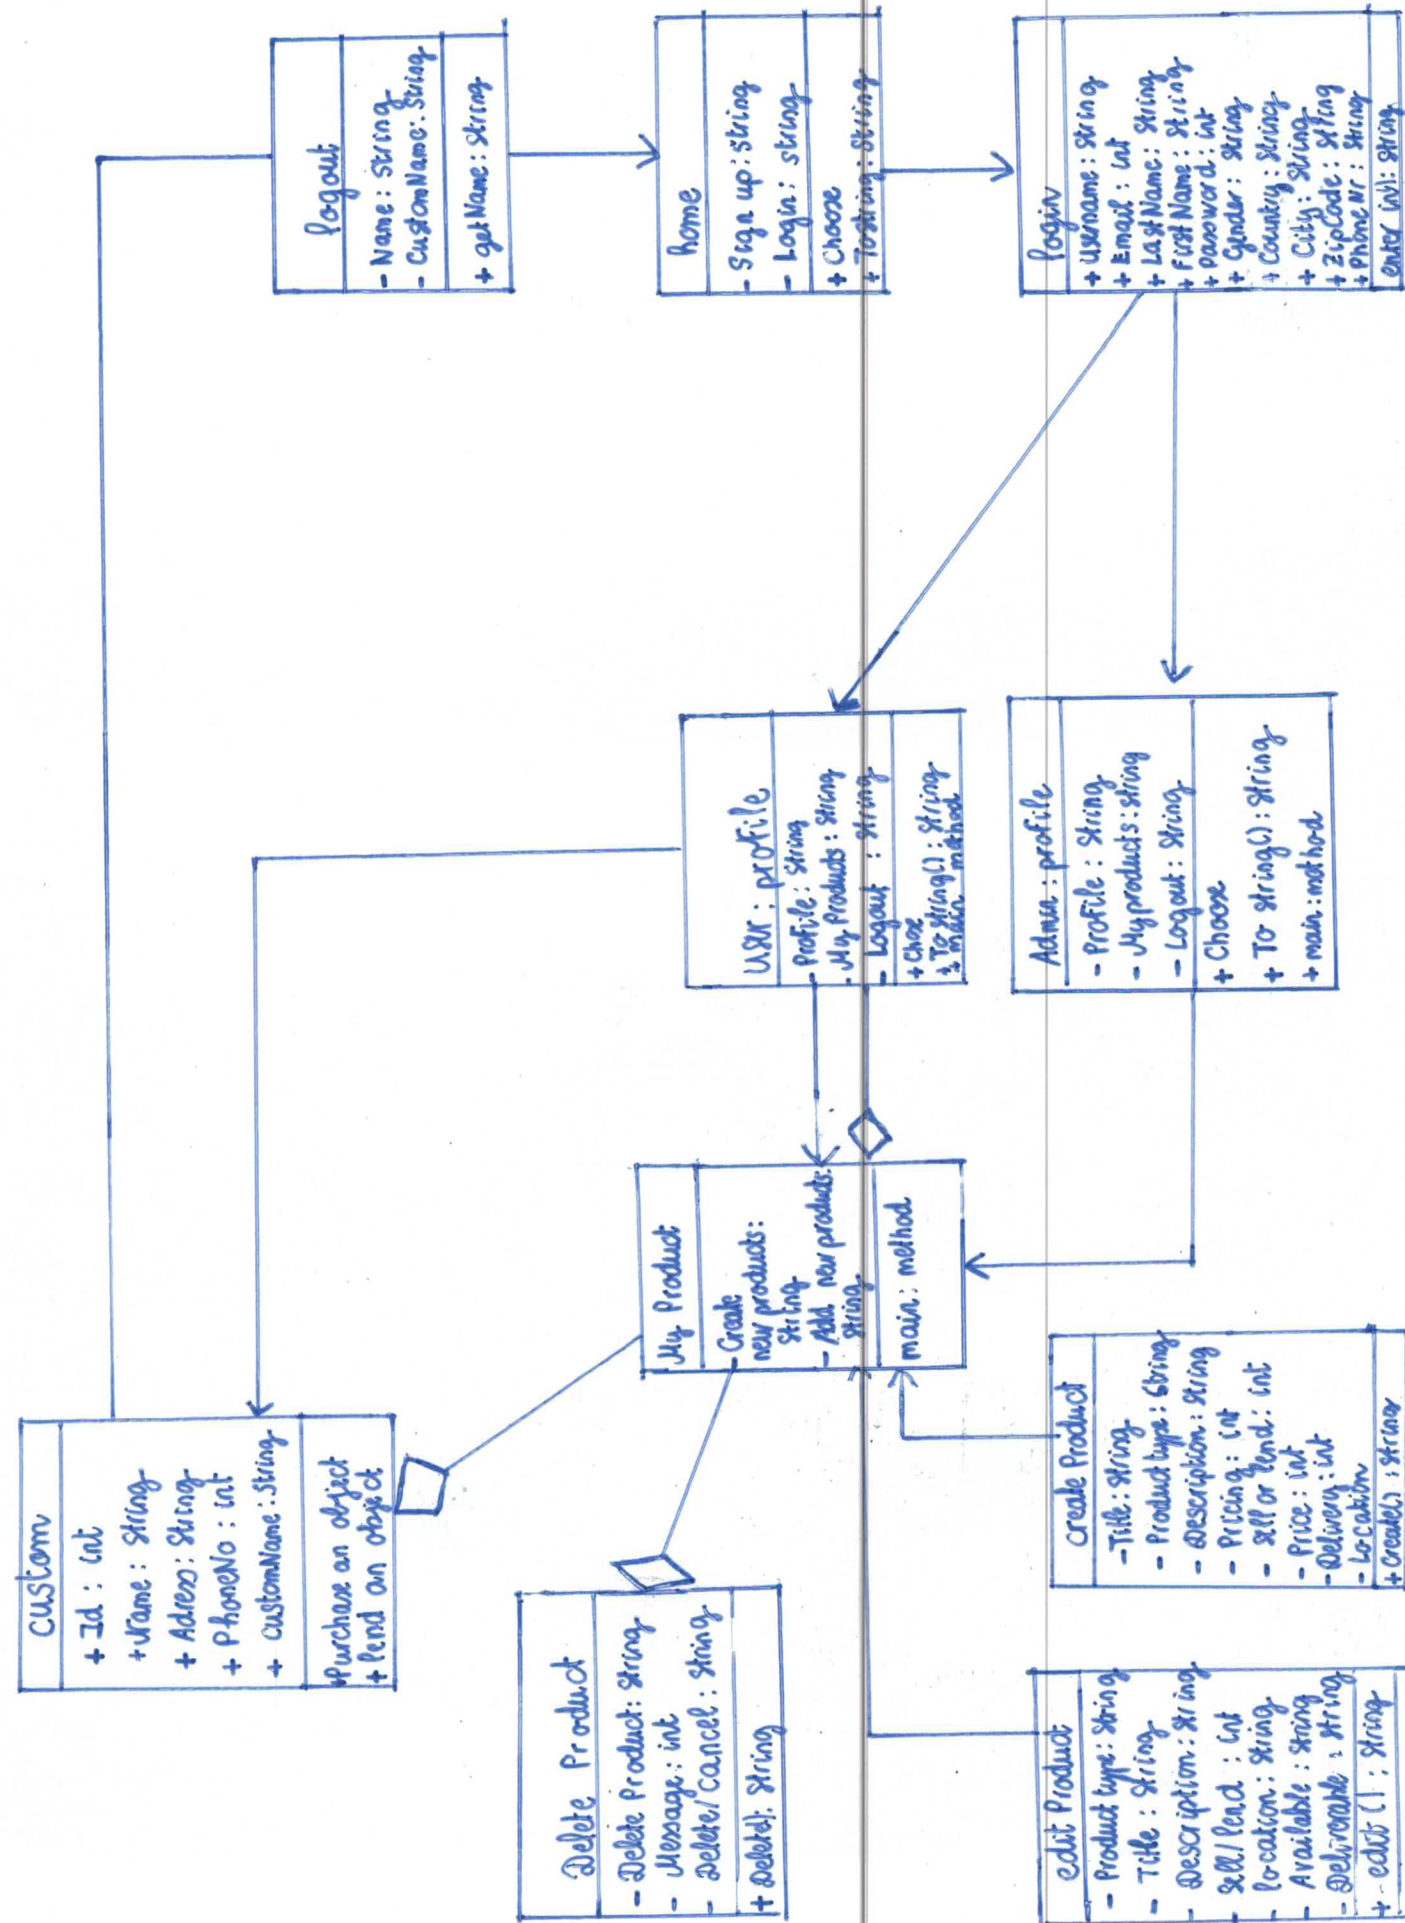 Custom
+ Id : int
+ Name : String
+ Adress : String
+ PhoneNo : int
+ CustomName : String
+Purchase an object
+ lend an object
logout
- Name : String
- CustomName : String
+ getName : String
Delete Product
- Delete Product : String
- Message : int
- Delete/Cancel : String
+ Delete() : String
My Product
- Create
new products :
String
- Add new products :
String
main : method
User : profile
- Profile : String
- My Products : String
- Logout : String
+ Chose
+ To String() : String
+ main method
home
- Sign up : String
- Login : string
+ Choose
+ ToString : String
edit Product
- Product type : String
- Title : String
- Description : String
- Sell/lend : int
- location : String
- Available : String
- Deliverable : String
+ - edit () : String
Create Product
- Title : String
- Product type : String
- Description : String
- Pricing : int
- Sell or lend : int
- Price : int
- Delivery : int
- Location
+ Create() : String
Admin : profile
- Profile : String
- My products : String
- Logout : String
+ Choose
+ To String() : String
+ main : method
login
+ Username : String
+ Email : int
+ LastName : String
+ First Name : String
+ Password : int
+ Gender : String
+ Country : String
+ City : String
+ ZipCode : String
+ PhoneNr : String
enter in() : String